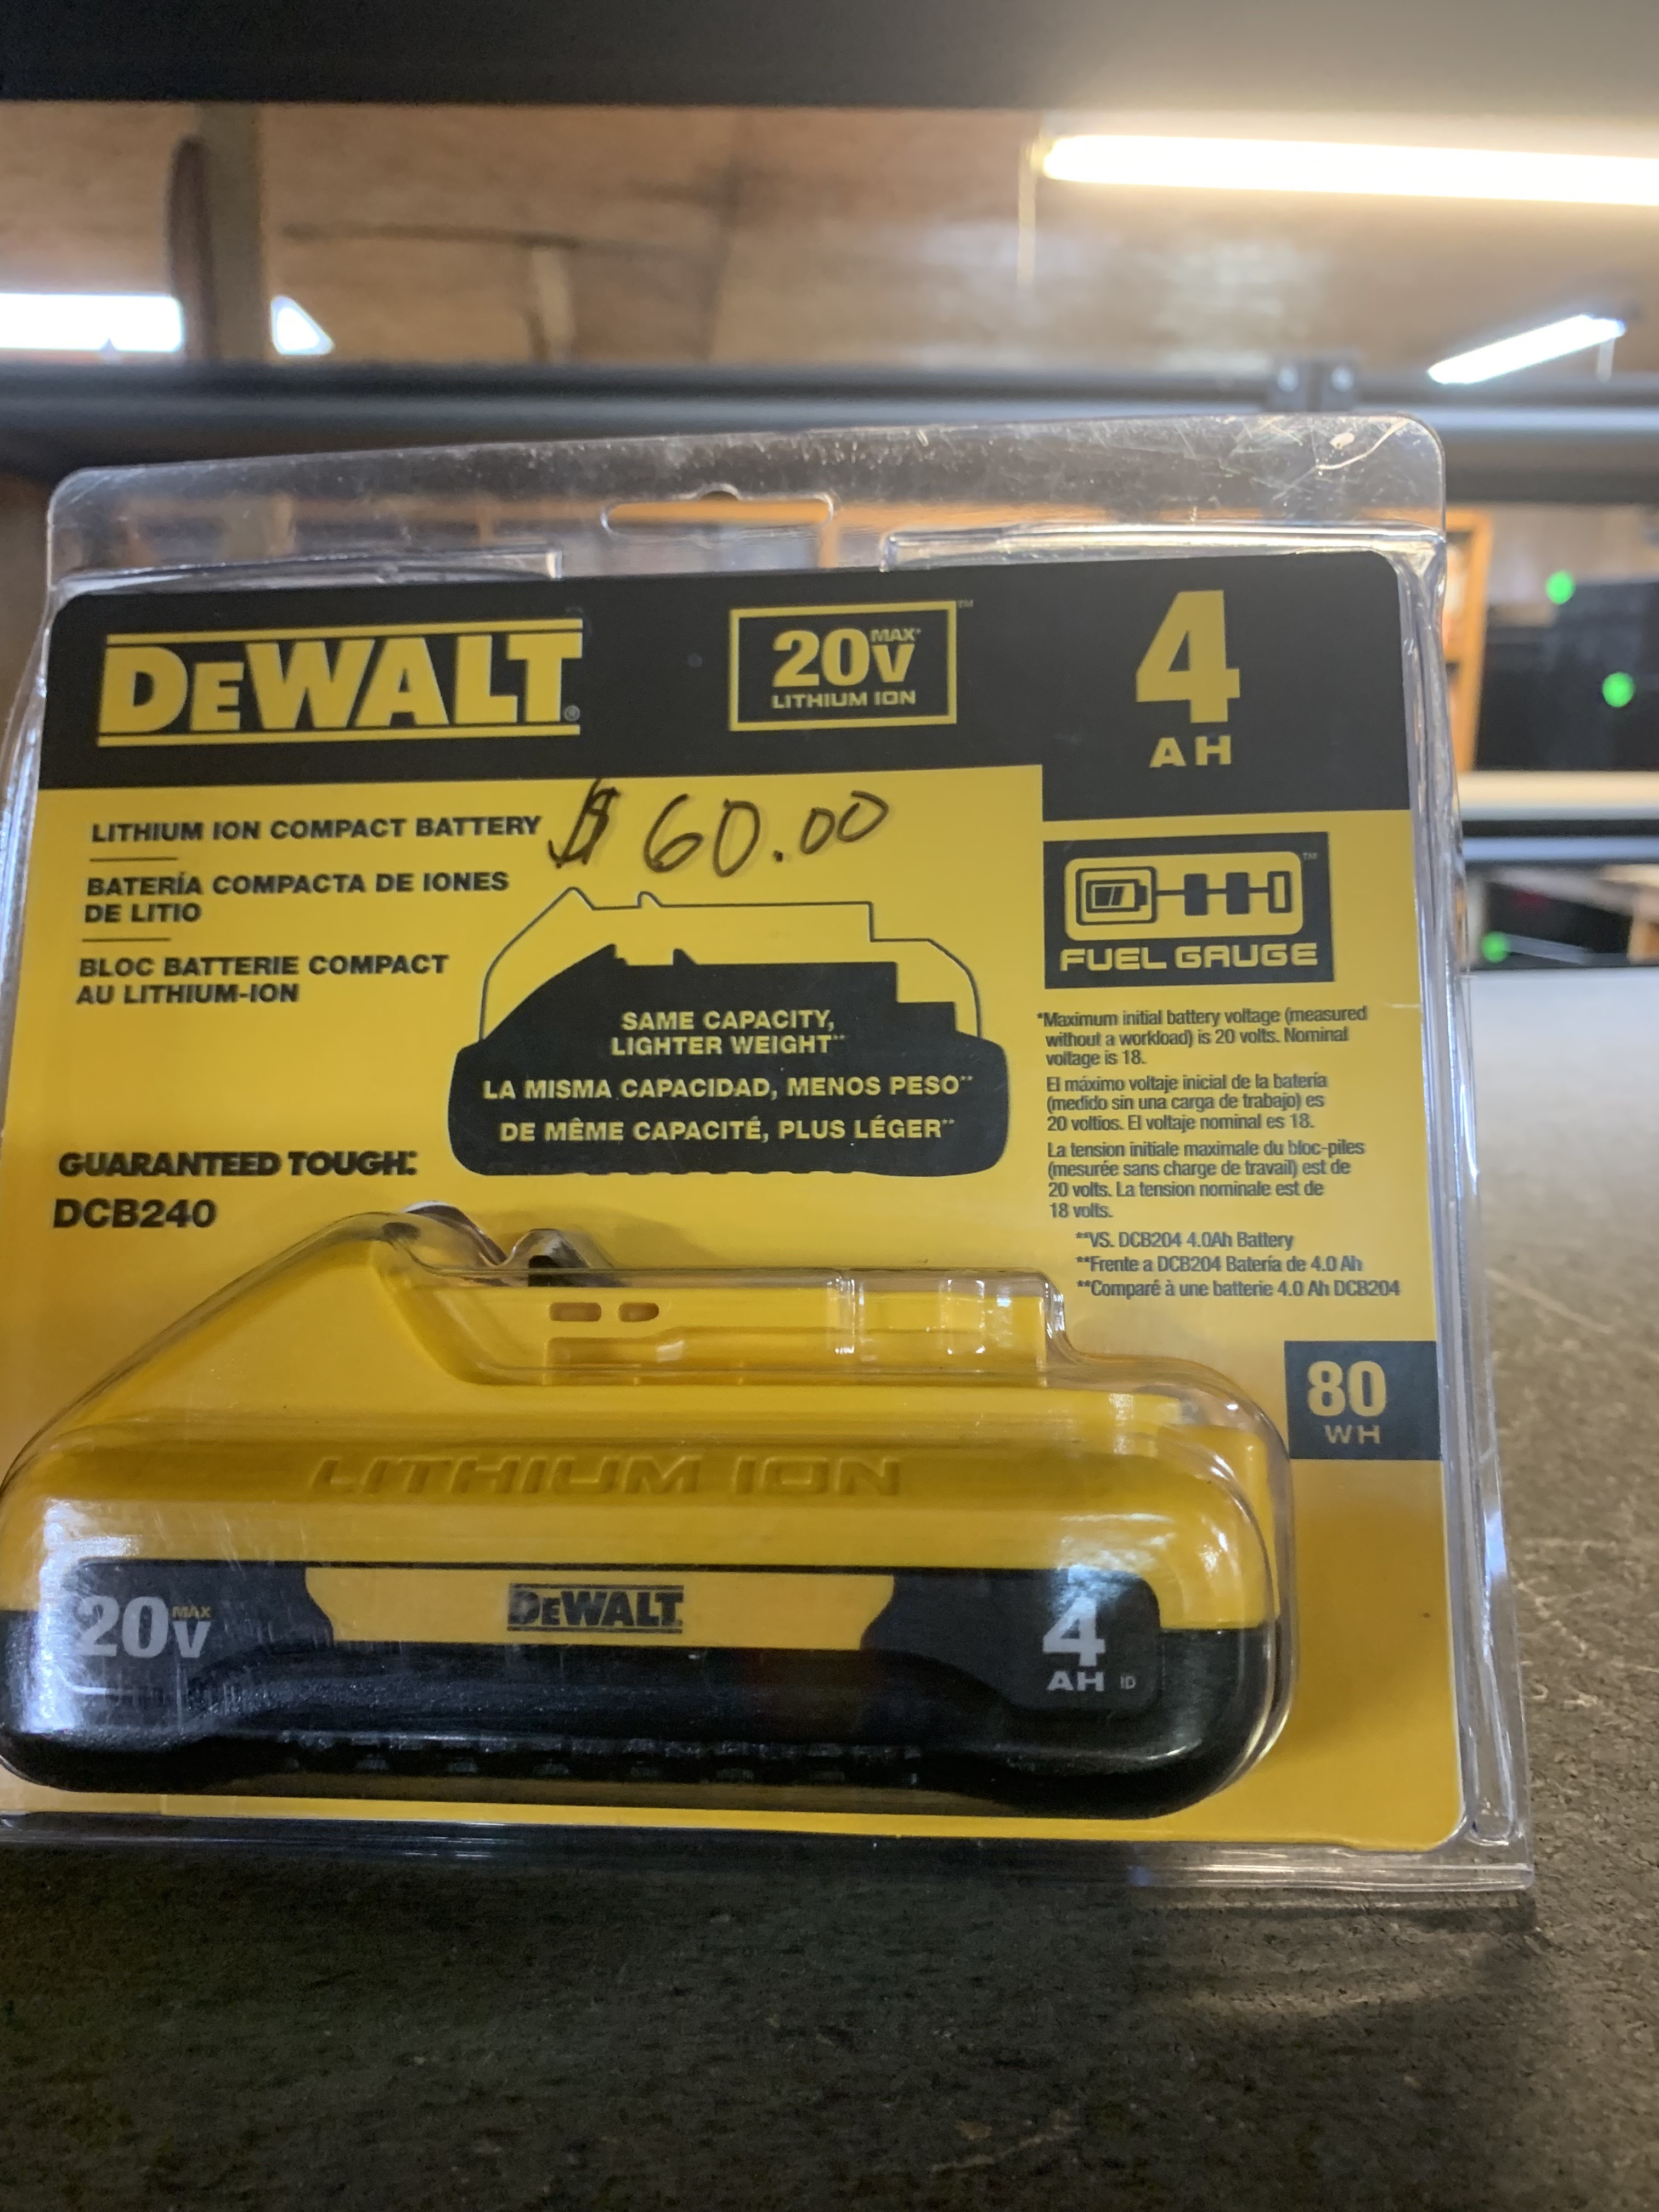 DEWALT®
20V MAX* ™
LITHIUM ION
4
AH
$ 60.00
LITHIUM ION COMPACT BATTERY
BATERÍA COMPACTA DE IONES
DE LITIO
BLOC BATTERIE COMPACT
AU LITHIUM-ION
SAME CAPACITY,
LIGHTER WEIGHT**
LA MISMA CAPACIDAD, MENOS PESO**
DE MÊME CAPACITÉ, PLUS LÉGER**
™
FUEL GAUGE
*Maximum initial battery voltage (measured
without a workload) is 20 volts. Nominal
voltage is 18.
El máximo voltaje inicial de la batería
(medido sin una carga de trabajo) es
20 voltios. El voltaje nominal es 18.
La tension initiale maximale du bloc-piles
(mesurée sans charge de travail) est de
20 volts. La tension nominale est de
18 volts.
**VS. DCB204 4.0Ah Battery
**Frente a DCB204 Batería de 4.0 Ah
**Comparé à une batterie 4.0 Ah DCB204
GUARANTEED TOUGH.
DCB240
80
WH
LITHIUM ION
20V MAX
DEWALT
4
AH ID